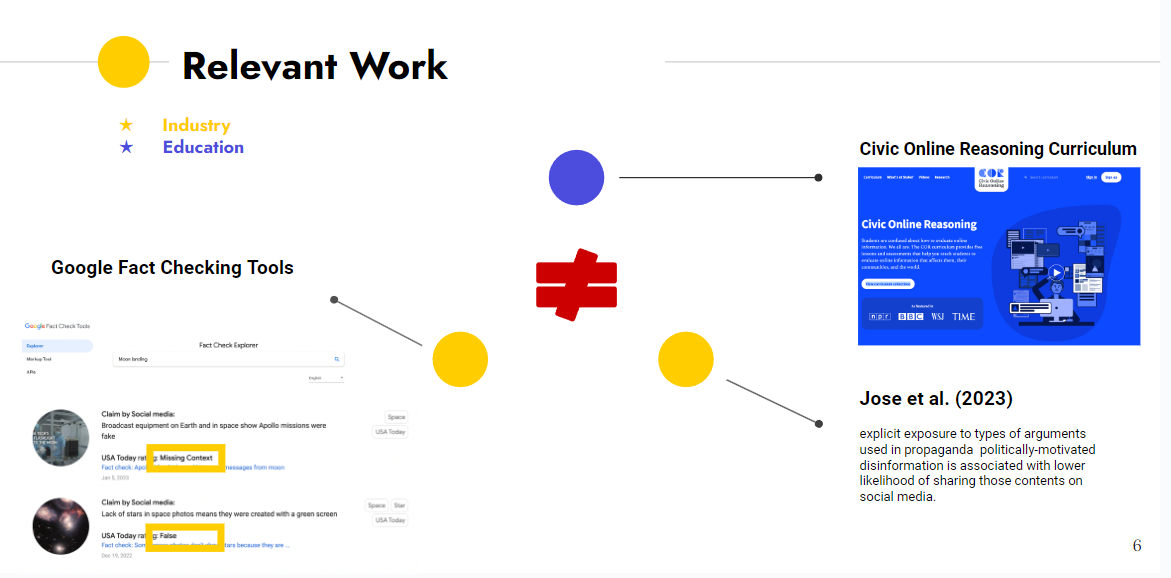 Relevant Work
★ Industry
★ Education
Civic Online Reasoning Curriculum
Curriculum What's at Stake? Videos Research
COR
Civic Online
Reasoning
Search curriculum
Sign in
Sign up
Civic Online Reasoning
Students are confused about how to evaluate online
information. We all are. The COR curriculum provides free
lessons and assessments that help you teach students to
evaluate online information that affects them, their
communities, and the world.
As featured in
npr BBC WSJ TIME
Google Fact Checking Tools
≠
Google Fact Check Tools
Explorer
Markup Tool
APIs
Fact Check Explorer
Moon landing
English
Claim by Social media:
Broadcast equipment on Earth and in space show Apollo missions were
fake
Space
USA Today
USA Today rating: Missing Context
Fact check: Apo messages from moon
Jan 5, 2023
Claim by Social media:
Lack of stars in space photos means they were created with a green screen
Space Star
USA Today
USA Today rating: False
Fact check: Som stars because they are ...
Dec 19, 2022
Jose et al. (2023)
explicit exposure to types of arguments
used in propaganda politically-motivated
disinformation is associated with lower
likelihood of sharing those contents on
social media.
6